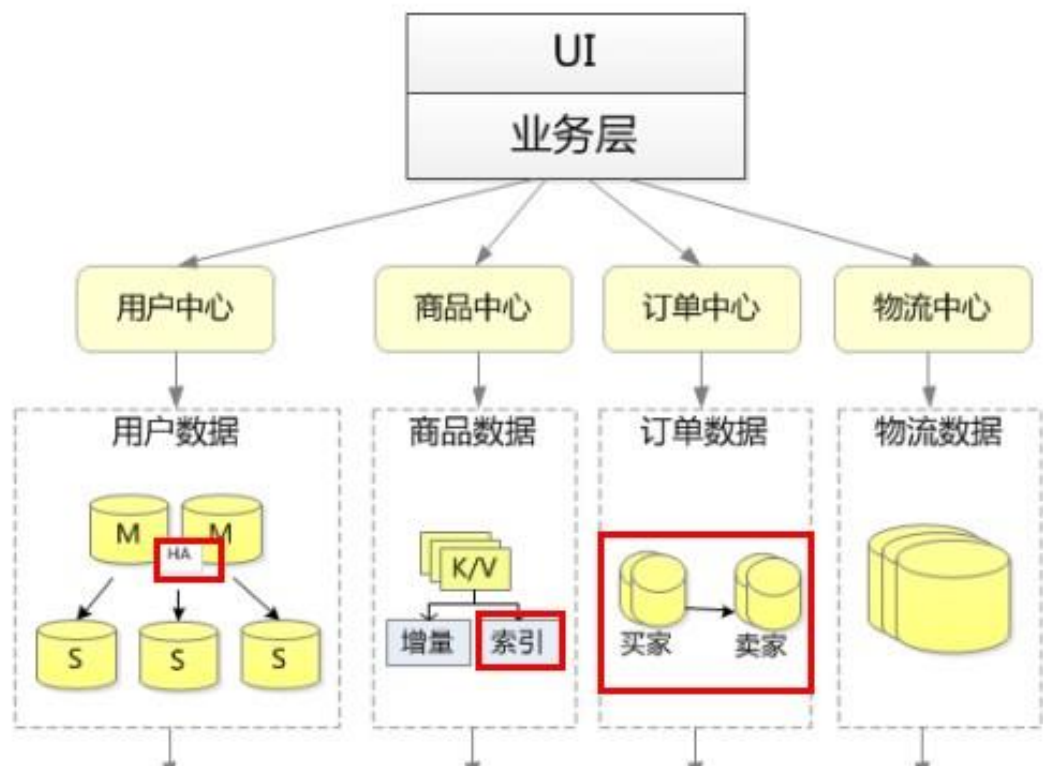 UI
业务层
用户中心
商品中心
订单中心
物流中心
用户数据
商品数据
订单数据
物流数据
M
M
HA
K/V
S
S
S
增量
索引
买家
卖家